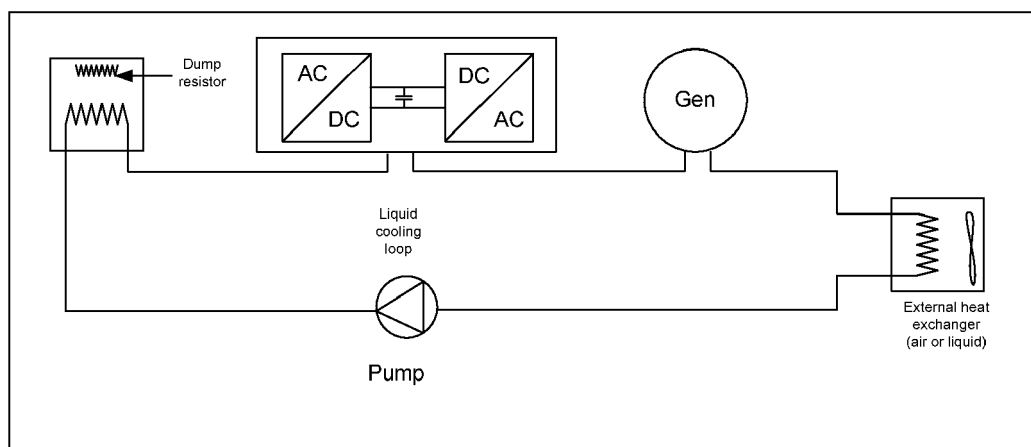 Dump
resistor
AC
DC
DC
AC
Gen
Liquid
cooling
loop
Pump
External heat
exchanger
(air or liquid)